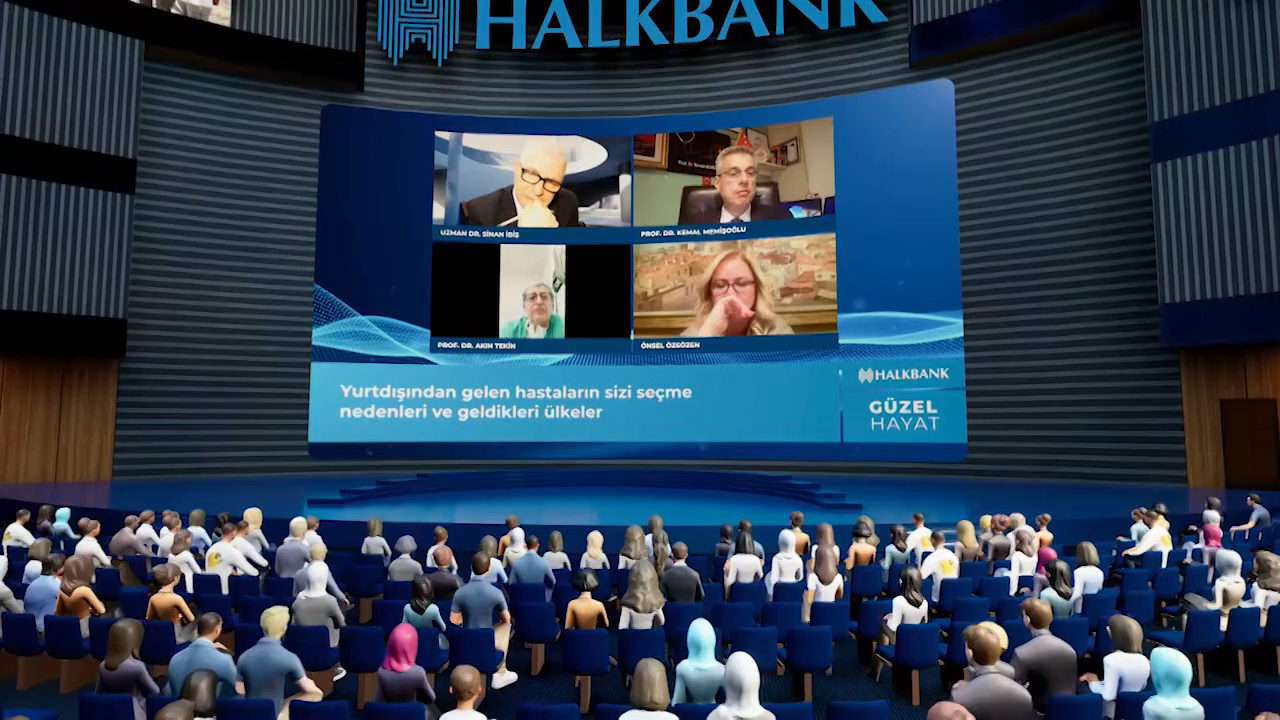 HALKBANK
UZMAN DR. SİNAN İBİŞ
PROF. DR. KEMAL MEMİŞOĞLU
PROF. DR. AKIN TEKİN
ÖNSEL ÖZGÖZEN
Yurtdışından gelen hastaların sizi seçme
nedenleri ve geldikleri ülkeler
HALKBANK
GÜZEL
HAYAT